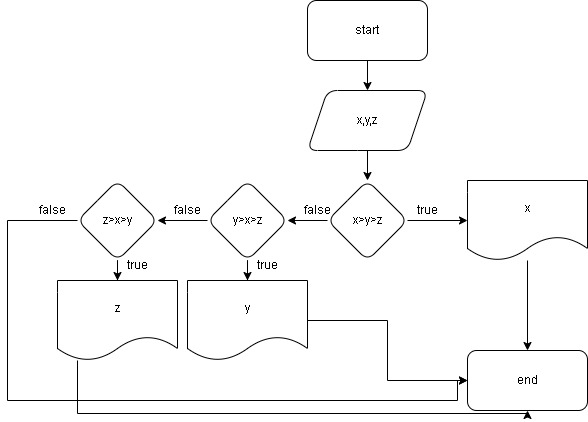 start
x,y,z
false
z>x>y
false
y>x>z
false
x>y>z
true
x
true
true
z
y
end